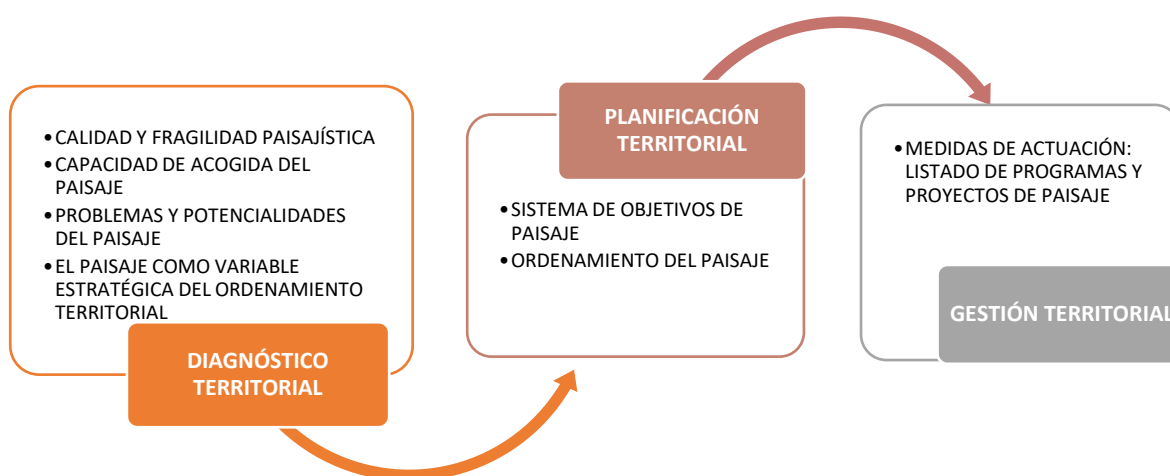 • CALIDAD Y FRAGILIDAD PAISAJÍSTICA
• CAPACIDAD DE ACOGIDA DEL
PAISAJE
• PROBLEMAS Y POTENCIALIDADES
DEL PAISAJE
• EL PAISAJE COMO VARIABLE
ESTRATÉGICA DEL ORDENAMIENTO
TERRITORIAL
DIAGNÓSTICO
TERRITORIAL
PLANIFICACIÓN
TERRITORIAL
• SISTEMA DE OBJETIVOS DE
PAISAJE
• ORDENAMIENTO DEL PAISAJE
• MEDIDAS DE ACTUACIÓN:
LISTADO DE PROGRAMAS Y
PROYECTOS DE PAISAJE
GESTIÓN TERRITORIAL